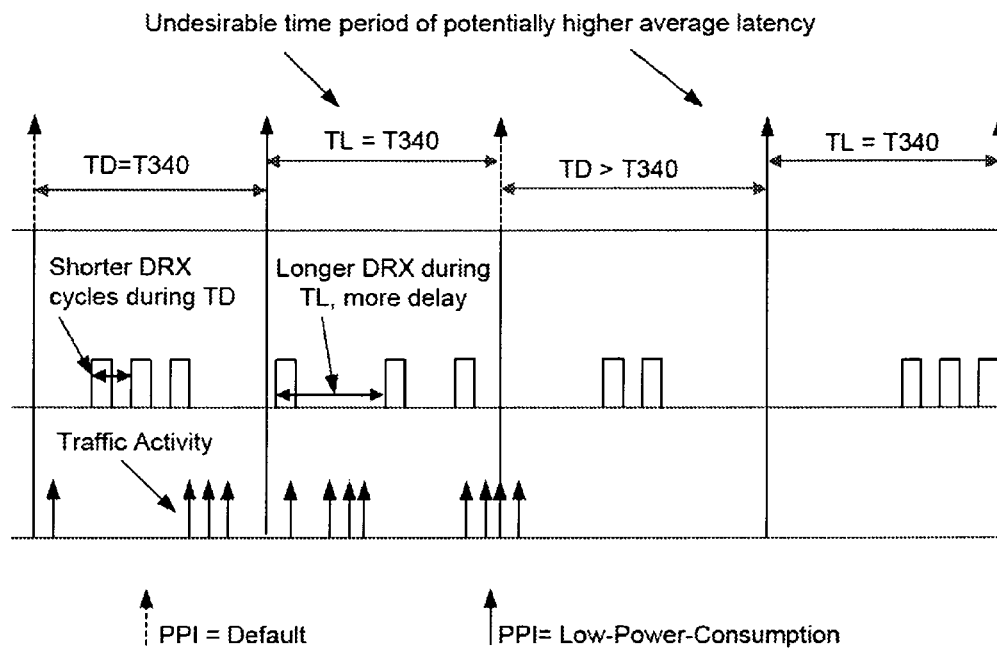 Undesirable time period of potentially higher average latency
TD=T340
TL = T340
TD > T340
TL = T340
Shorter DRX
cycles during TD
Longer DRX during
TL, more delay
Traffic Activity
PPI = Default
PPI= Low-Power-Consumption